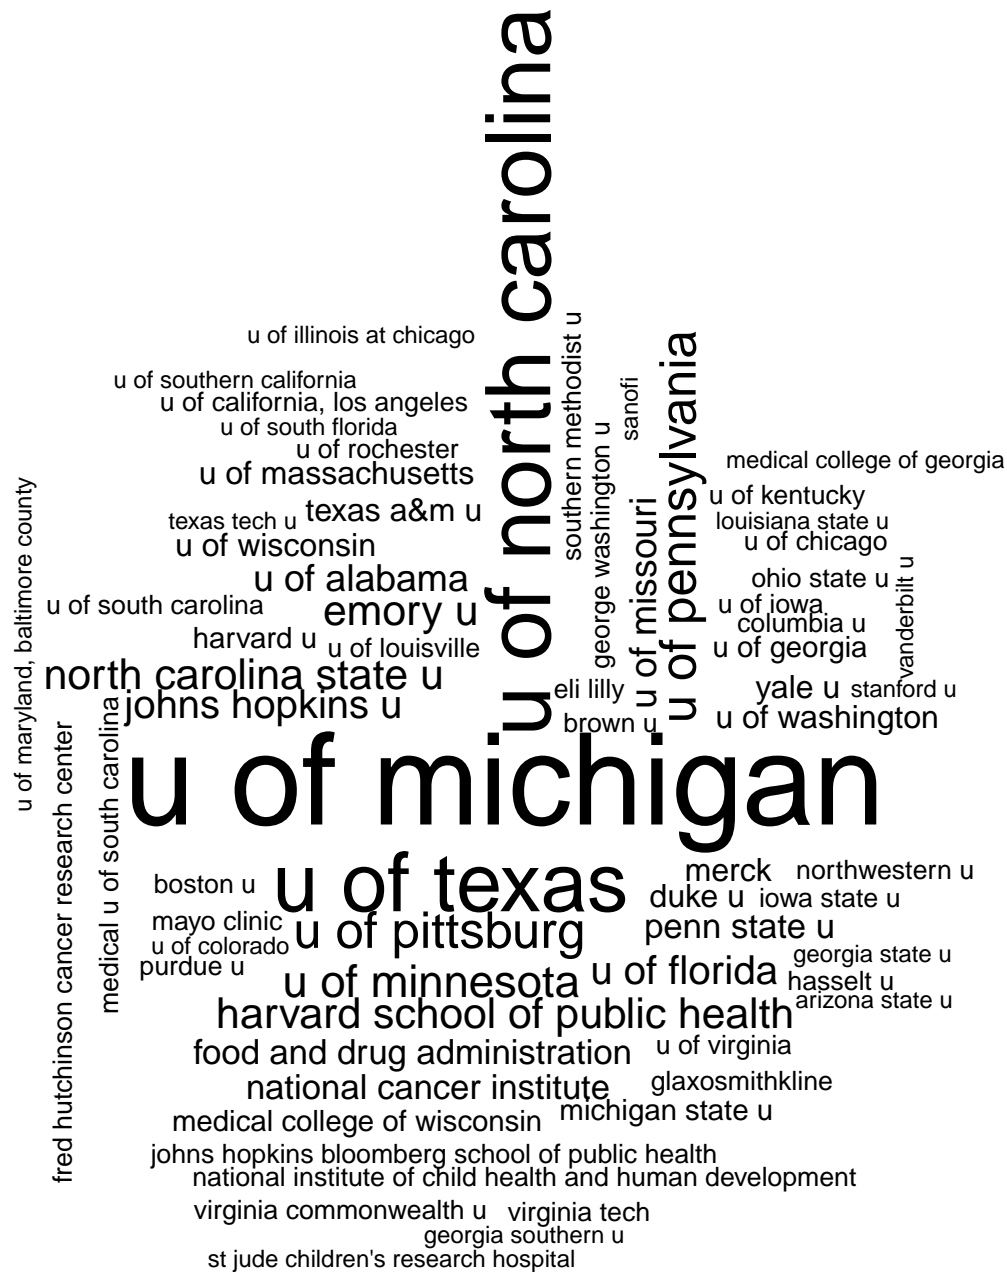 u of north carolina
u of illinois at chicago
southern methodist u
u of pennsylvania
u of southern california
sanofi
u of california, los angeles
u of south florida
george washington u
u of rochester
medical college of georgia
u of massachusetts
u of maryland, baltimore county
u of kentucky
u of missouri
texas a&m u
texas tech u
louisiana state u
u of wisconsin
u of chicago
vanderbilt u
u of alabama
ohio state u
u of south carolina
emory u
u of iowa
columbia u
harvard u
u of louisville
u of georgia
north carolina state u
eli lilly
yale u
stanford u
medical u of south carolina
johns hopkins u
brown u
u of washington
fred hutchinson cancer research center
u of michigan
u of texas
merck
northwestern u
boston u
duke u
iowa state u
mayo clinic
u of pittsburg
penn state u
u of colorado
georgia state u
purdue u
u of minnesota
u of florida
hasselt u
arizona state u
harvard school of public health
food and drug administration
u of virginia
national cancer institute
glaxosmithkline
medical college of wisconsin
michigan state u
johns hopkins bloomberg school of public health
national institute of child health and human development
virginia commonwealth u
virginia tech
georgia southern u
st jude children's research hospital